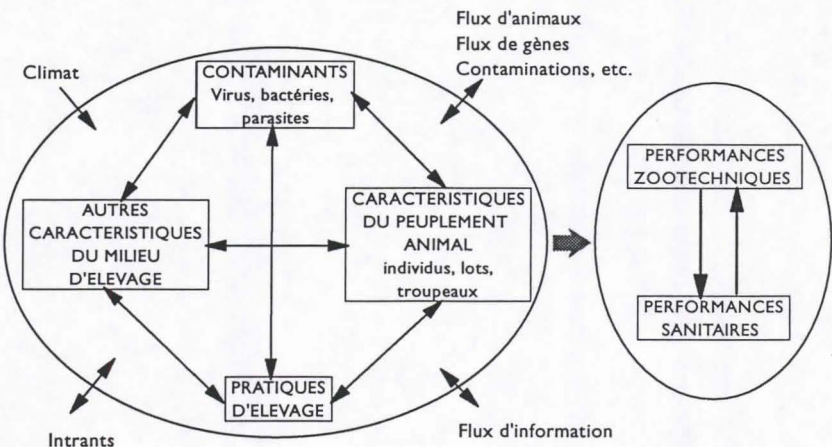 Flux d'animaux
Flux de gènes
Contaminations, etc.
Climat
CONTAMINANTS
Virus, bactéries,
parasites
AUTRES
CARACTERISTIQUES
DU MILIEU
D'ELEVAGE
CARACTERISTIQUES
DU PEUPLEMENT
ANIMAL
individus, lots,
troupeaux
PRATIQUES
D'ELEVAGE
Intrants
Flux d'information
PERFORMANCES
ZOOTECHNIQUES
PERFORMANCES
SANITAIRES